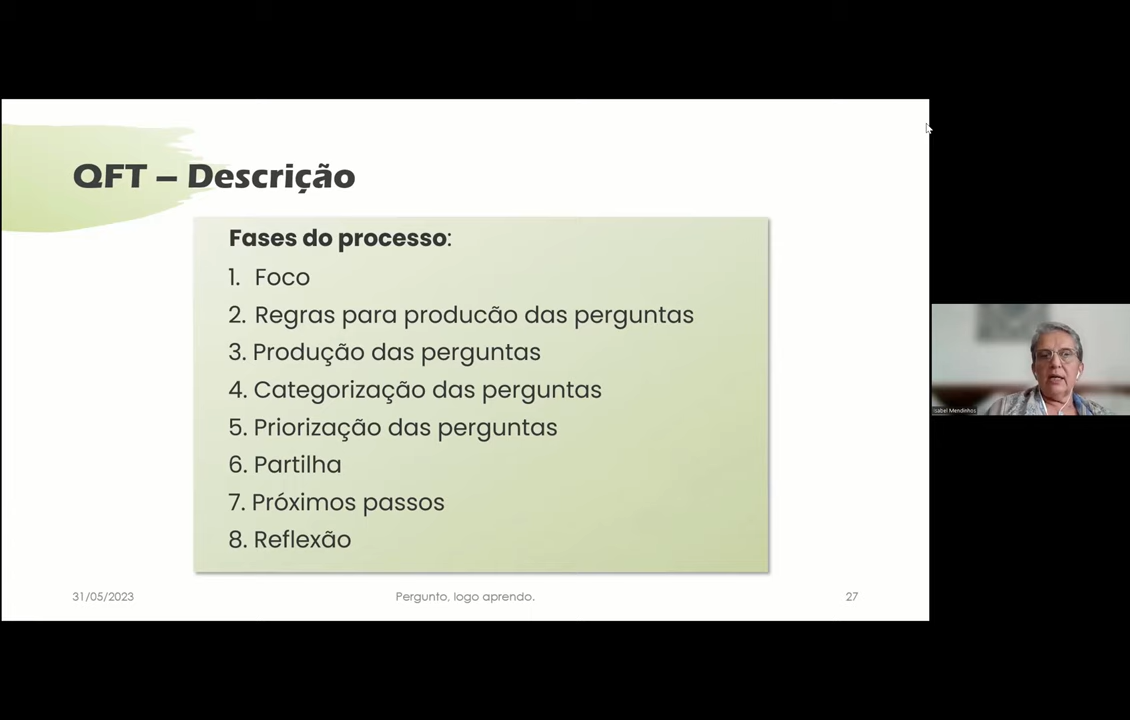 QFT – Descrição
Fases do processo:
1. Foco
2. Regras para producão das perguntas
3. Produção das perguntas
4. Categorização das perguntas
5. Priorização das perguntas
6. Partilha
7. Próximos passos
8. Reflexão
31/05/2023
Pergunto, logo aprendo.
27
Isabel Mendinhos